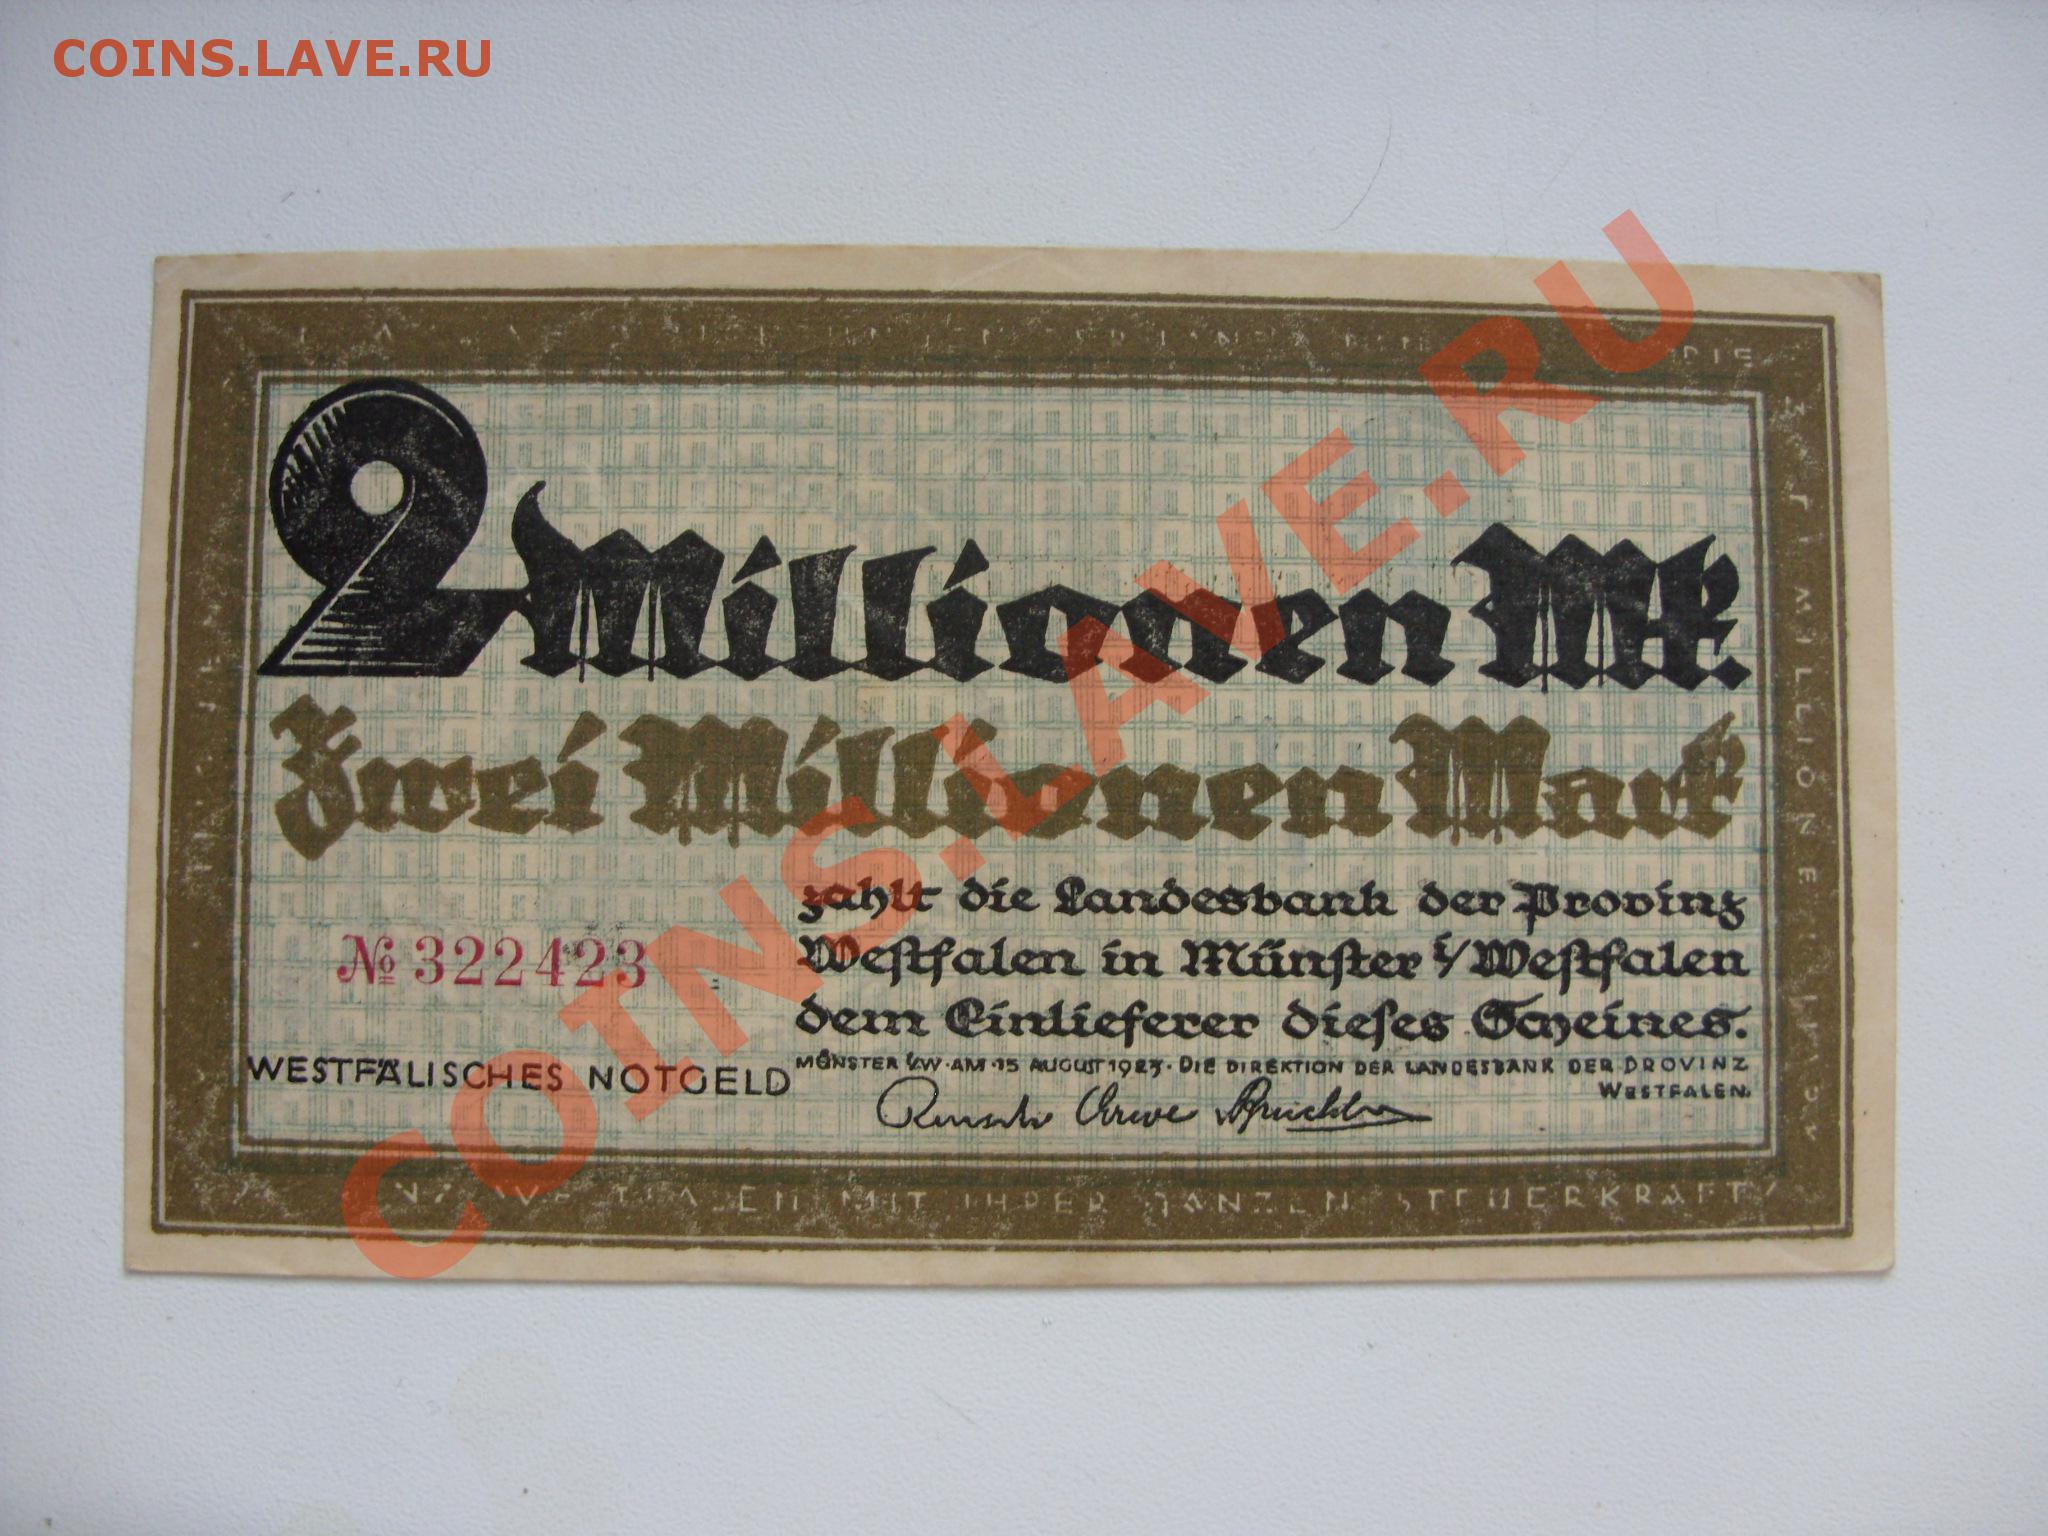 COINS.LAVE.RU
2 Millionen Mk.
Zwei Millionen Mark
zahlt die Landesbank der Provinz
Westfalen in Münster i/Westfalen
dem Einlieferer dieses Scheines.
№ 322423
WESTFÄLISCHES NOTGELD
MÜNSTER I/W. AM 15 AUGUST 1923. DIE DIREKTION DER LANDESBANK DER PROVINZ
WESTFALEN.
MILLIONEN
WESTFALEN MIT IHRER GANZEN STEUERKRAFT
COINS.LAVE.RU